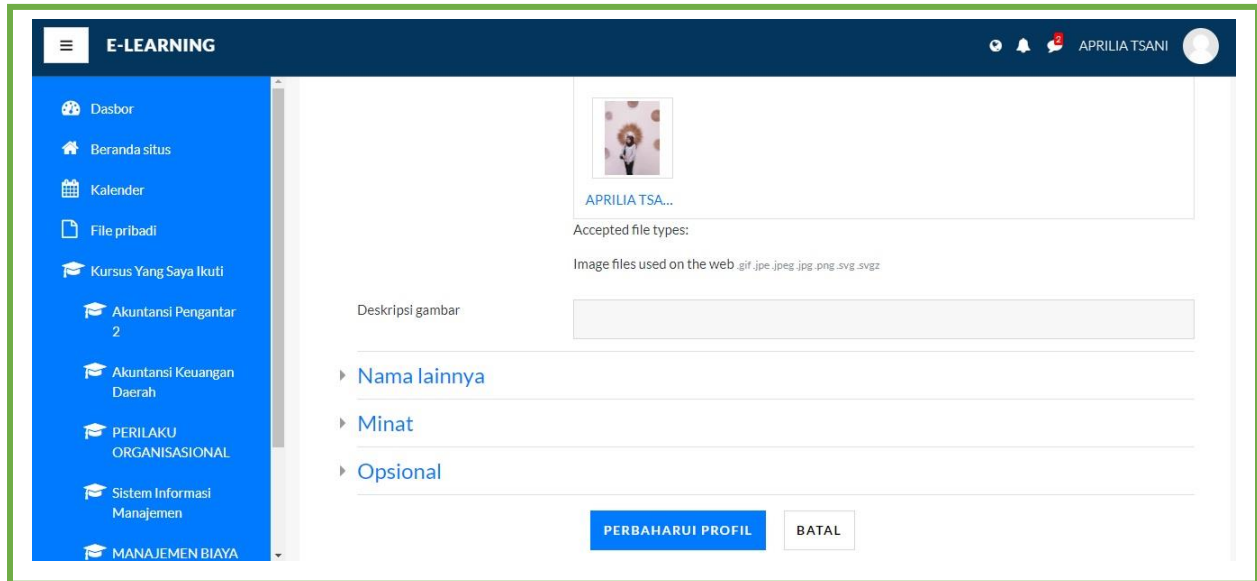 E-LEARNING
2
APRILIA TSANI
Dasbor
Beranda situs
Kalender
File pribadi
Kursus Yang Saya Ikuti
Akuntansi Pengantar
2
Akuntansi Keuangan
Daerah
PERILAKU
ORGANISASIONAL
Sistem Informasi
Manajemen
MANAJEMEN BIAYA
APRILIA TSA...
Accepted file types:
Image files used on the web .gif .jpe .jpeg .jpg .png .svg .svgz
Deskripsi gambar
Nama lainnya
Minat
Opsional
PERBAHARUI PROFIL
BATAL